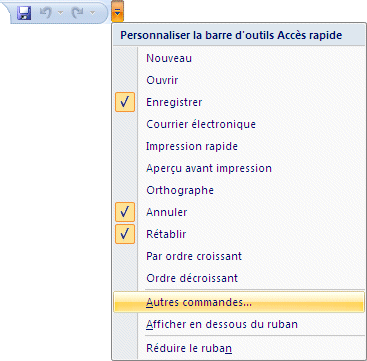 Personnaliser la barre d'outils Accès rapide
Nouveau
Ouvrir
Enregistrer
Courrier électronique
Impression rapide
Aperçu avant impression
Orthographe
Annuler
Rétablir
Par ordre croissant
Ordre décroissant
Autres commandes...
Afficher en dessous du ruban
Réduire le ruban